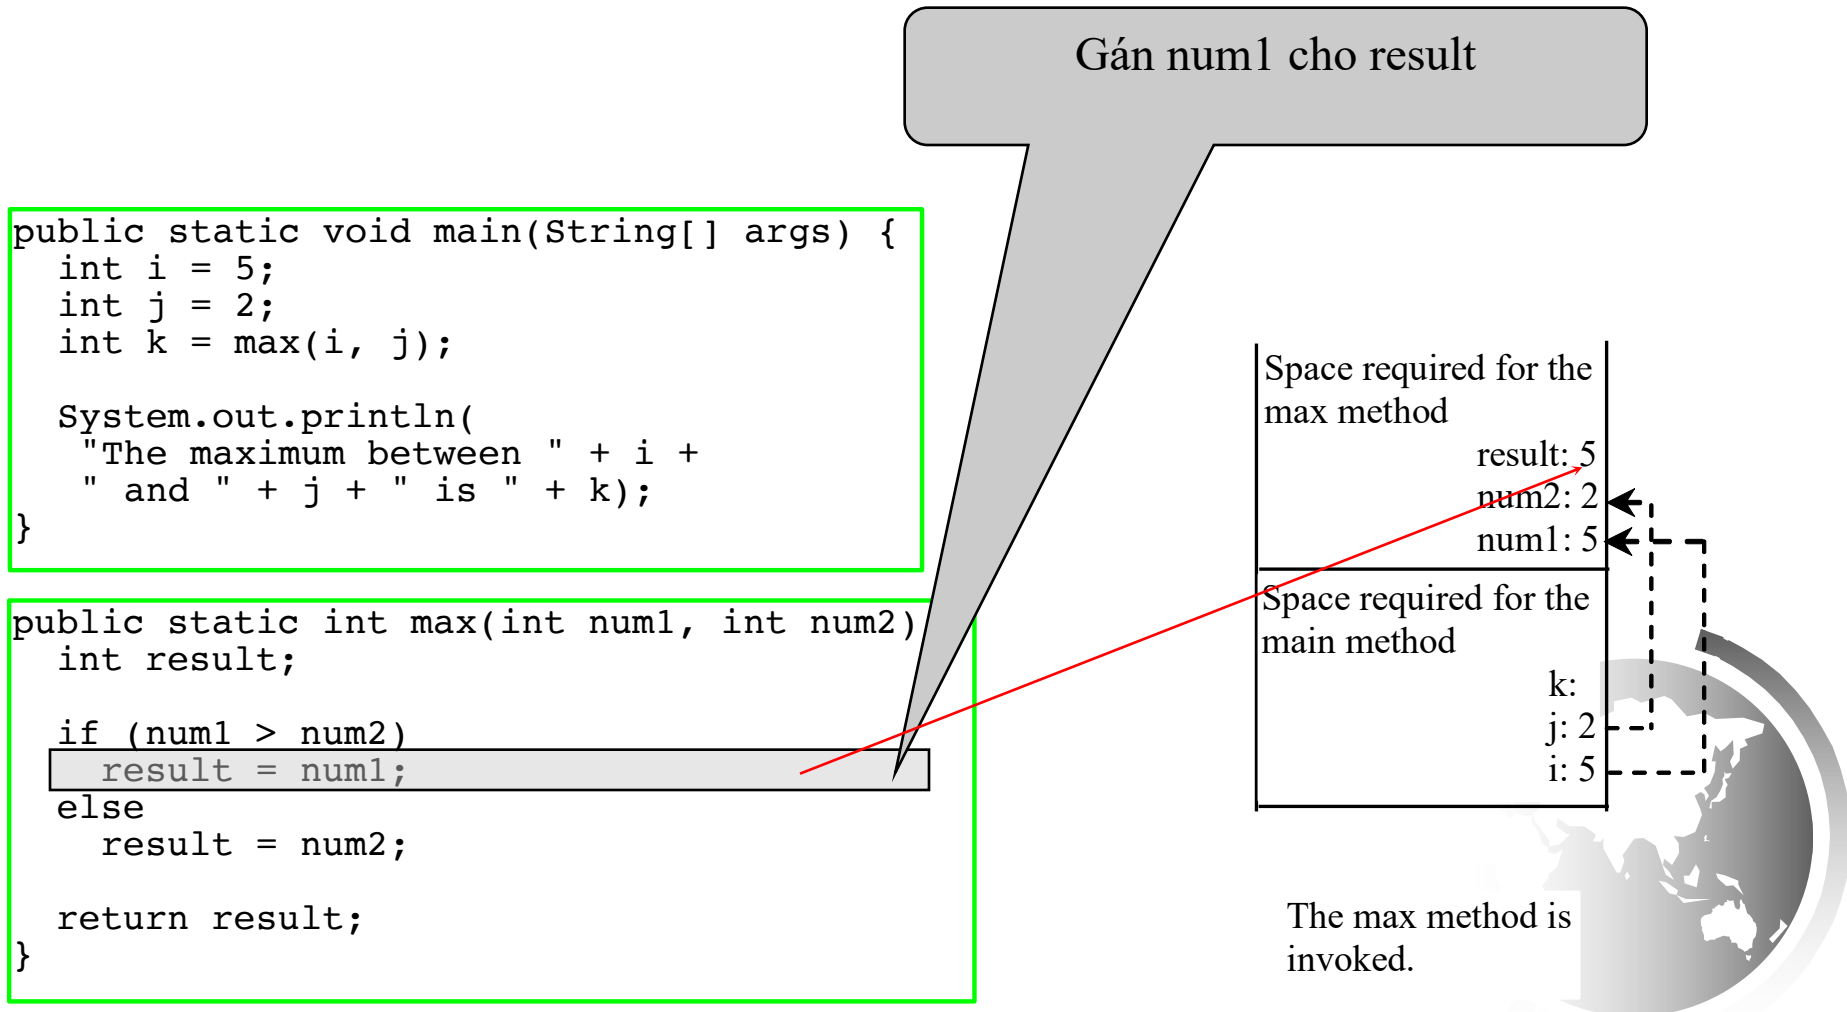 Gán num1 cho result
public static void main(String[] args) {
  int i = 5;
  int j = 2;
  int k = max(i, j);
  System.out.println(
   "The maximum between " + i +
   " and " + j + " is " + k);
}
public static int max(int num1, int num2)
  int result;
  if (num1 > num2)
    result = num1;
  else
    result = num2;
  return result;
}
Space required for the
max method
result: 5
num2: 2
num1: 5
Space required for the
main method
k:
j: 2
i: 5
The max method is
invoked.